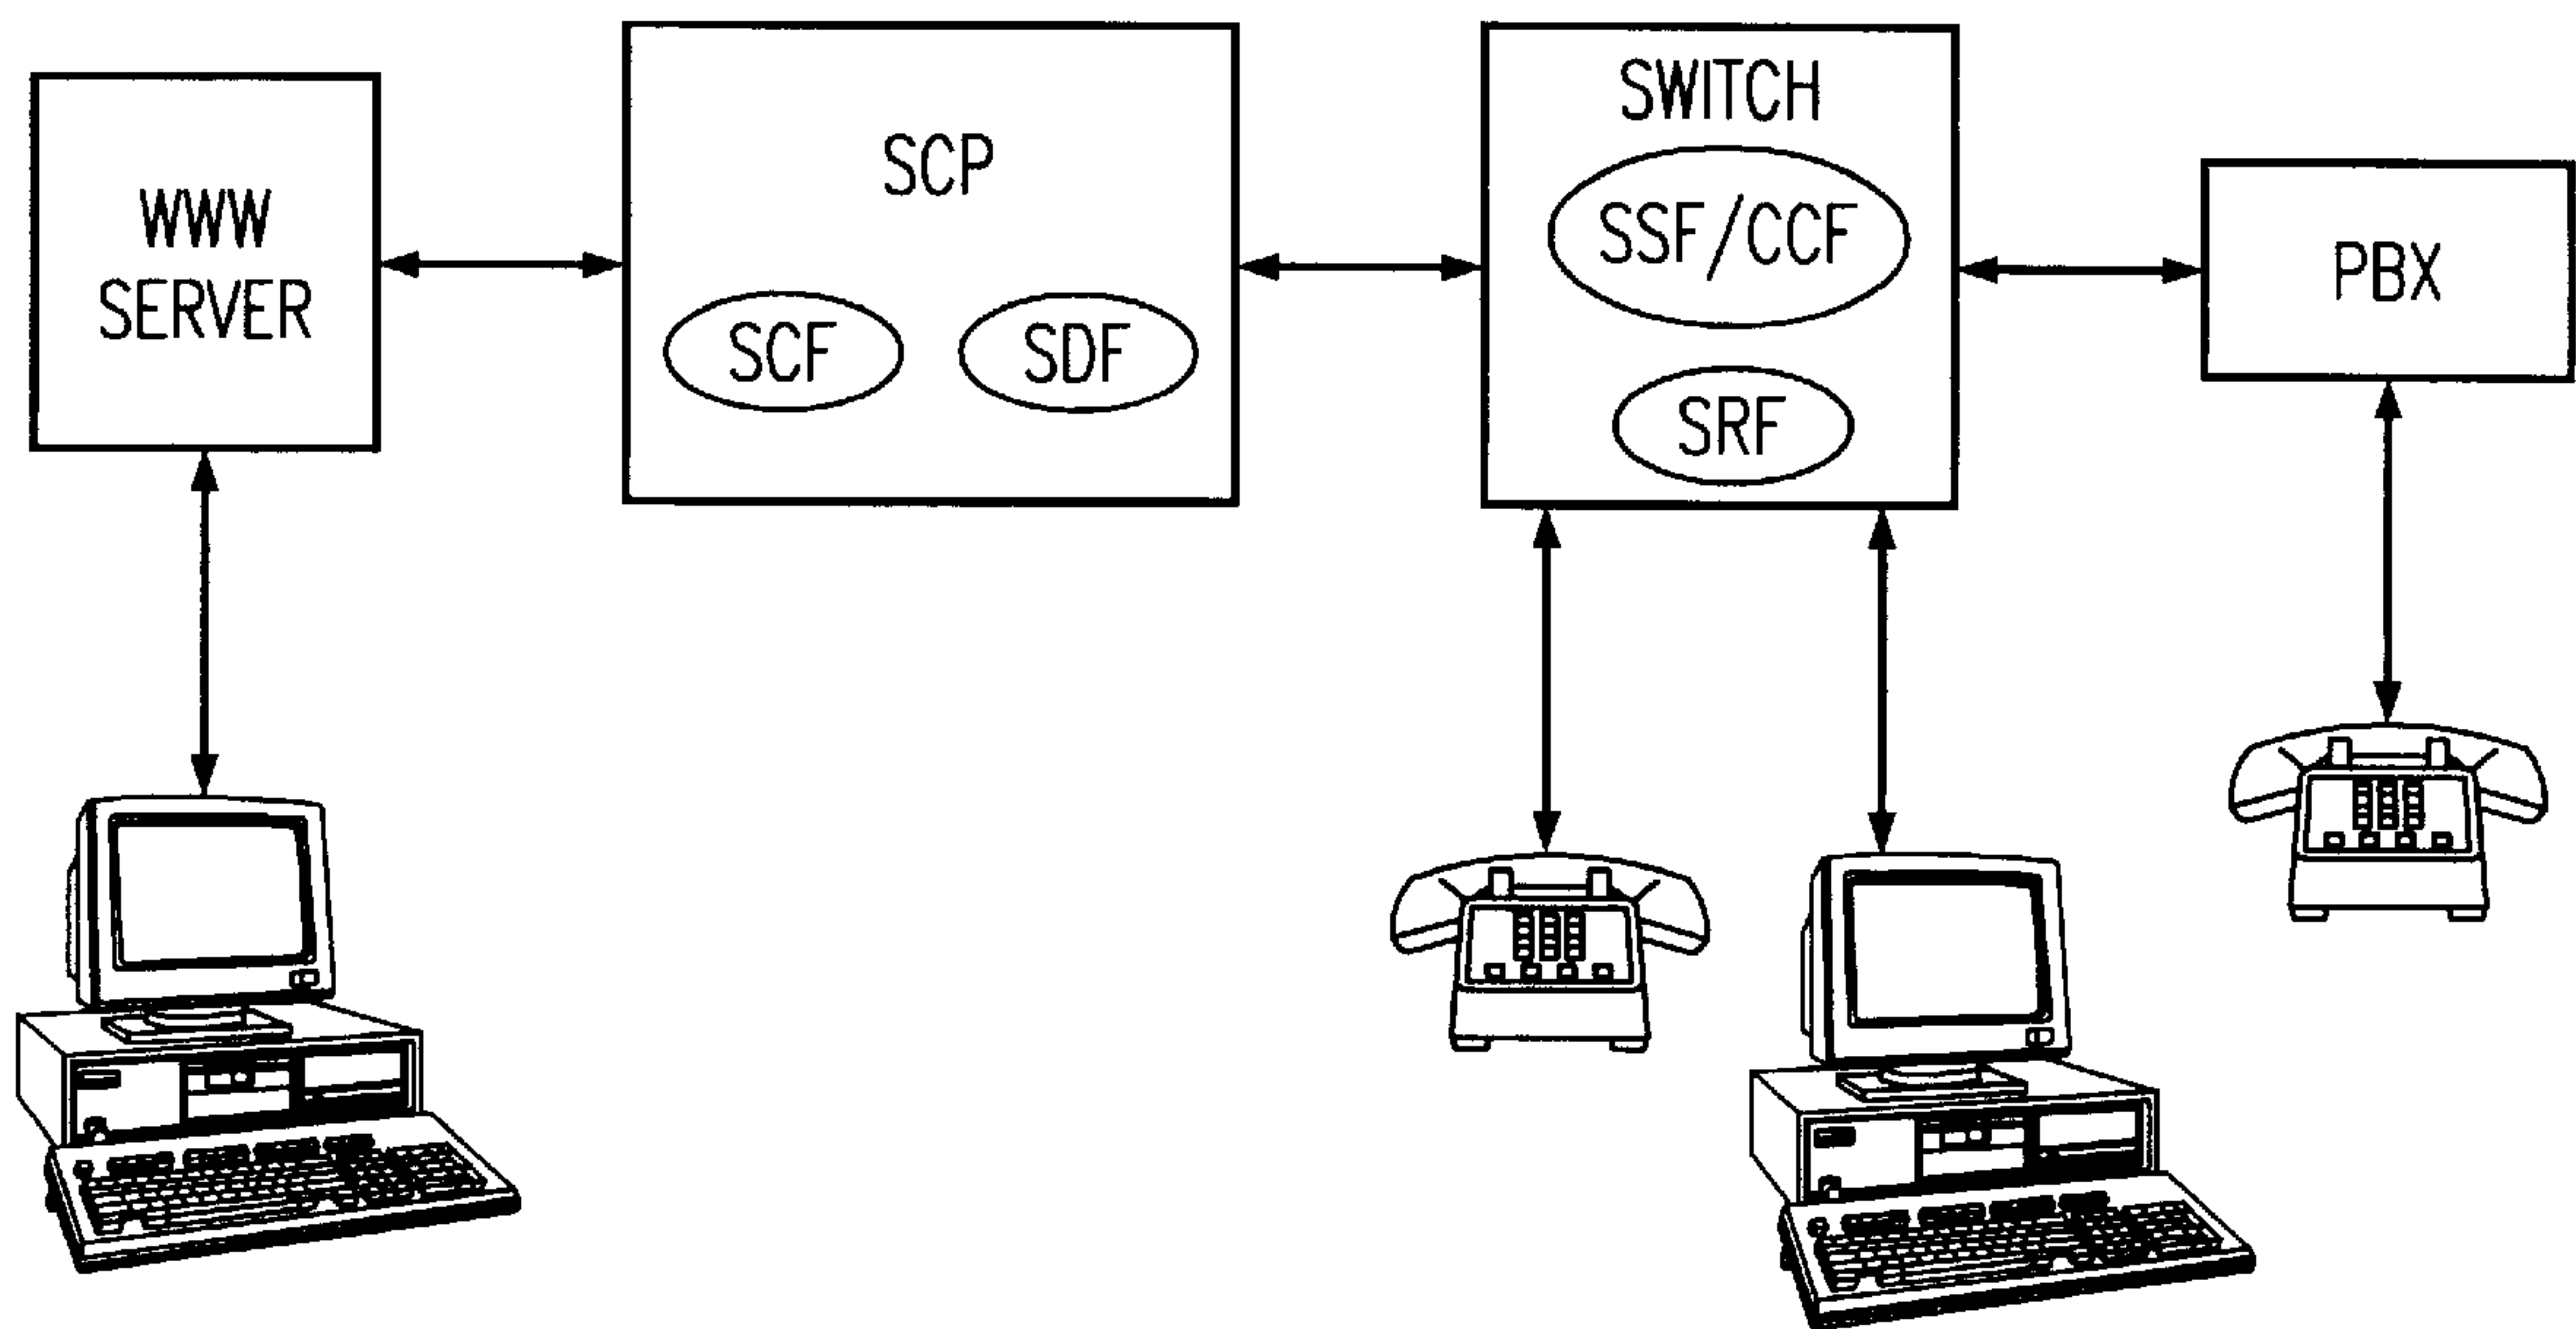 WWW
SERVER
SCP
SCF
SDF
SWITCH
SSF/CCF
SRF
PBX